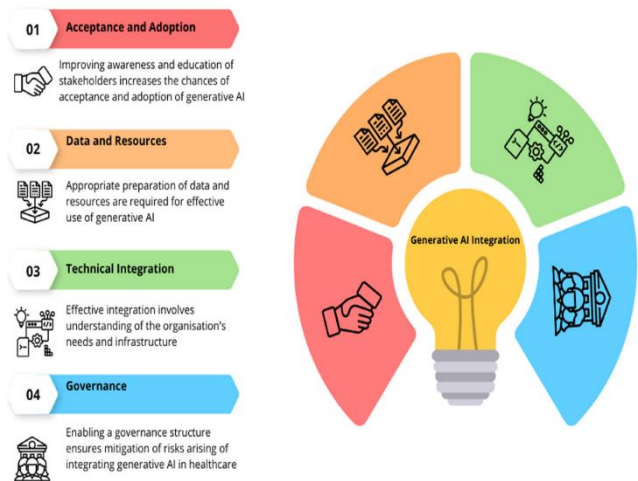 01
Acceptance and Adoption
Improving awareness and education of
stakeholders increases the chances of
acceptance and adoption of generative AI
02
Data and Resources
Appropriate preparation of data and
resources are required for effective
use of generative AI
03
Technical Integration
Effective integration involves
understanding of the organisation's
needs and infrastructure
04
Governance
Enabling a governance structure
ensures mitigation of risks arising of
integrating generative AI in healthcare
Generative AI Integration